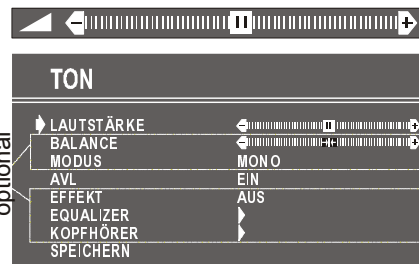 TON
LAUTSTÄRKE
BALANCE
MODUS MONO
AVL EIN
EFFEKT AUS
EQUALIZER
KOPFHÖRER
SPEICHERN
optional